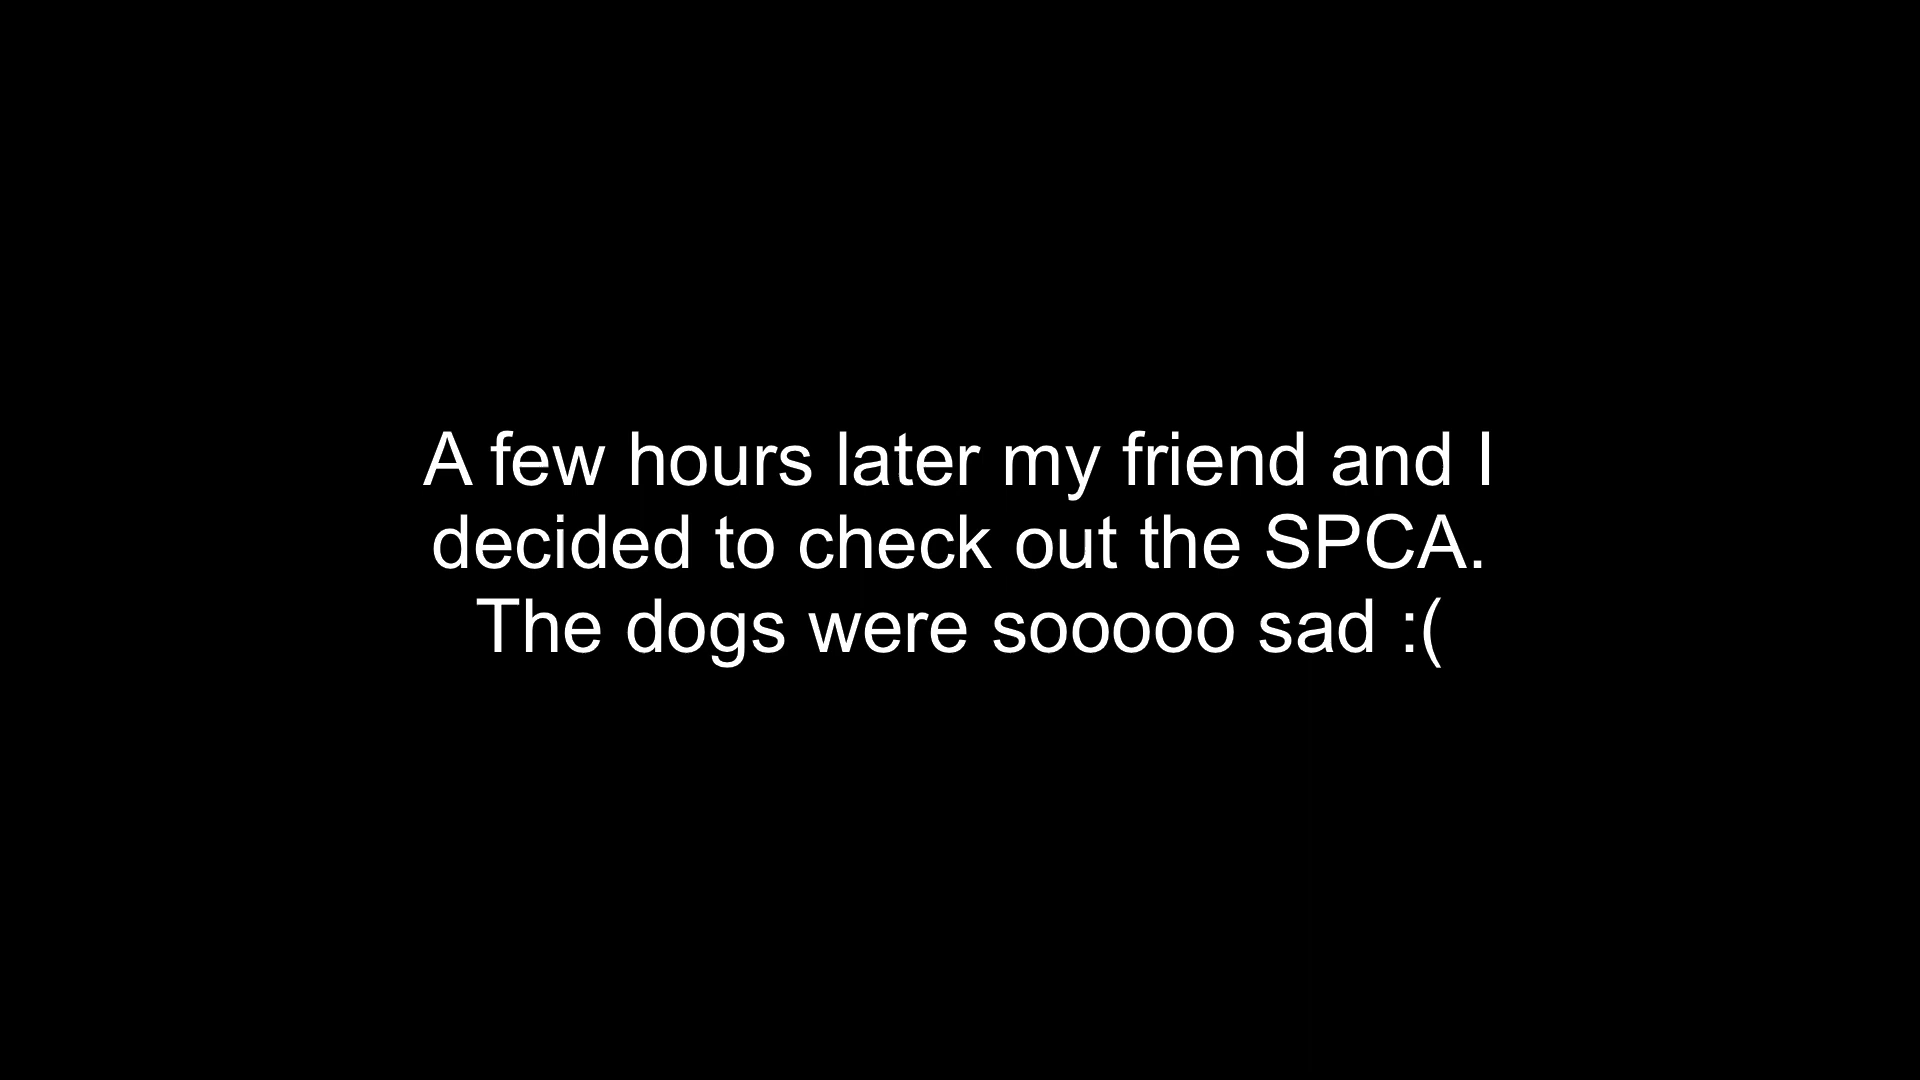 A few hours later my friend and I
decided to check out the SPCA.
The dogs were sooooo sad :(